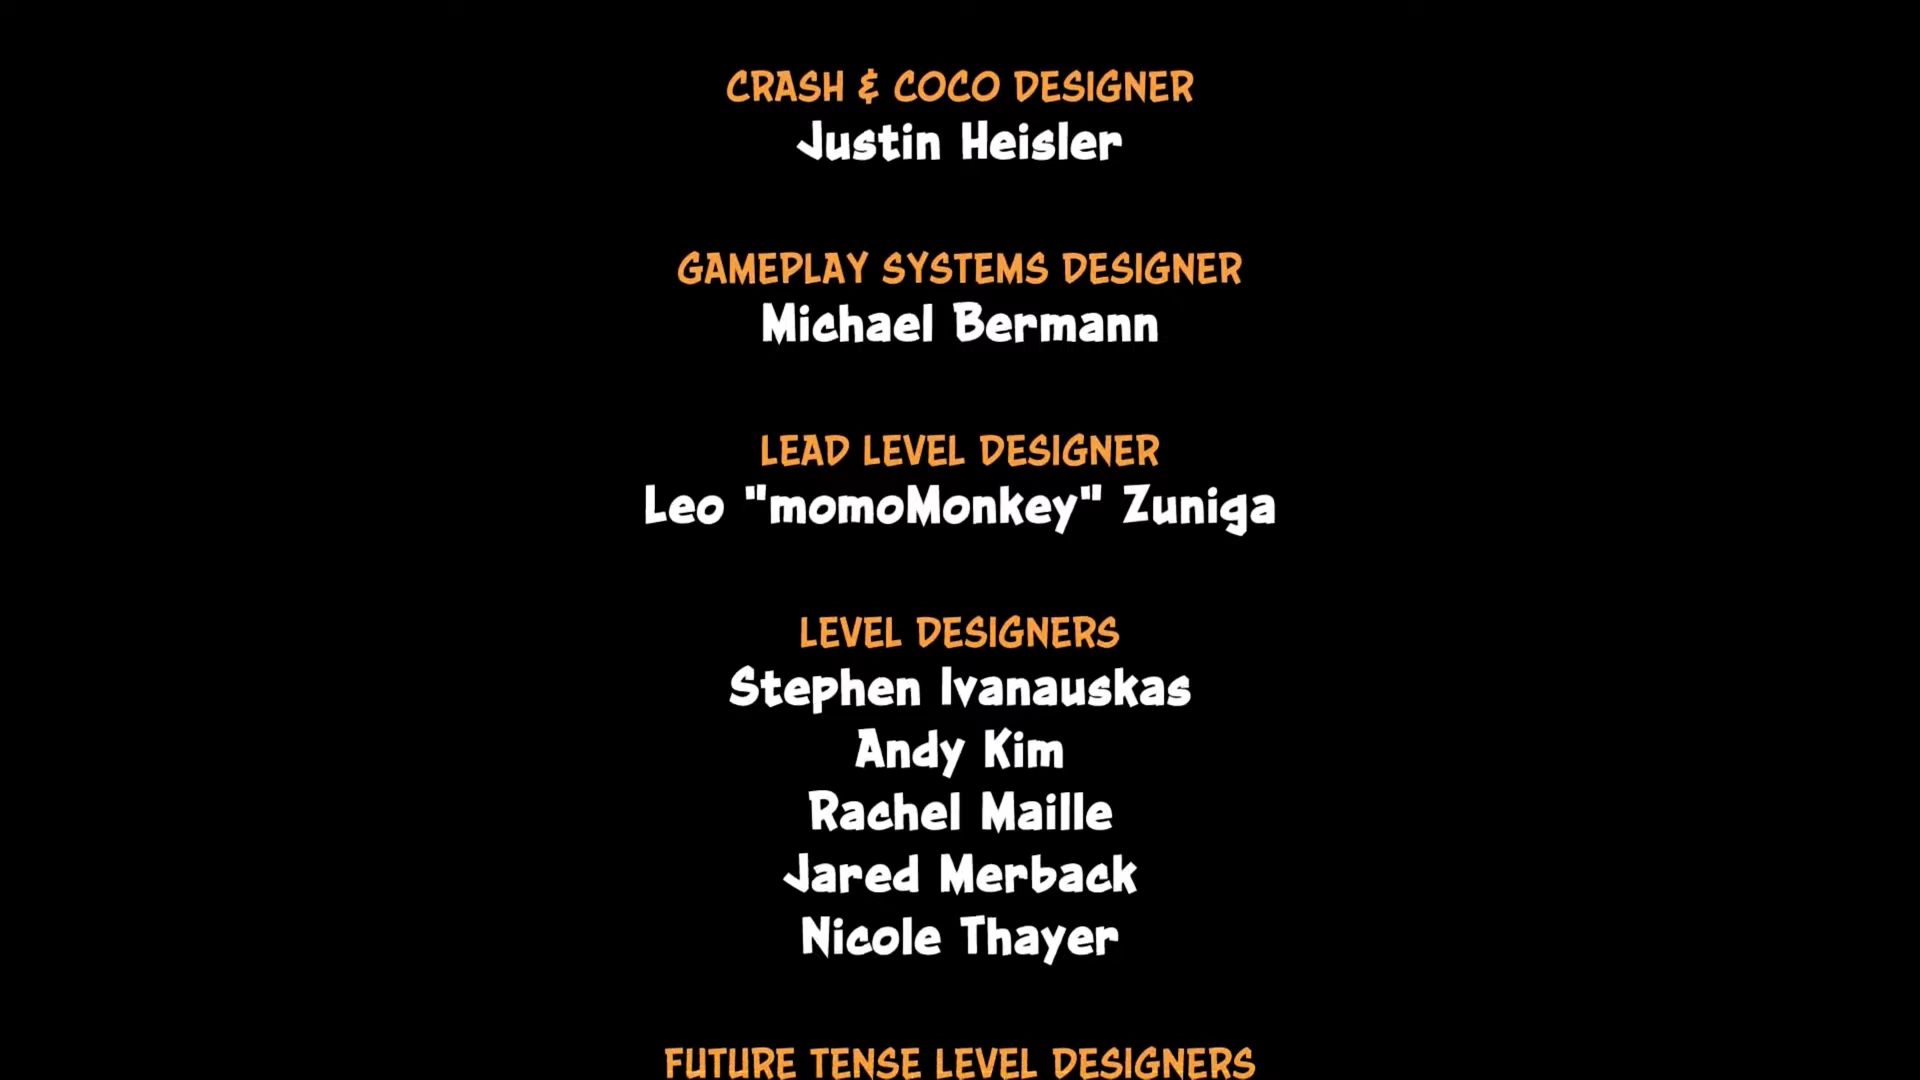 CRASH & COCO DESIGNER
Justin Heisler
GAMEPLAY SYSTEMS DESIGNER
Michael Bermann
LEAD LEVEL DESIGNER
Leo "momoMonkey" Zuniga
LEVEL DESIGNERS
Stephen Ivanauskas
Andy Kim
Rachel Maille
Jared Merback
Nicole Thayer
FUTURE TENSE LEVEL DESIGNERS